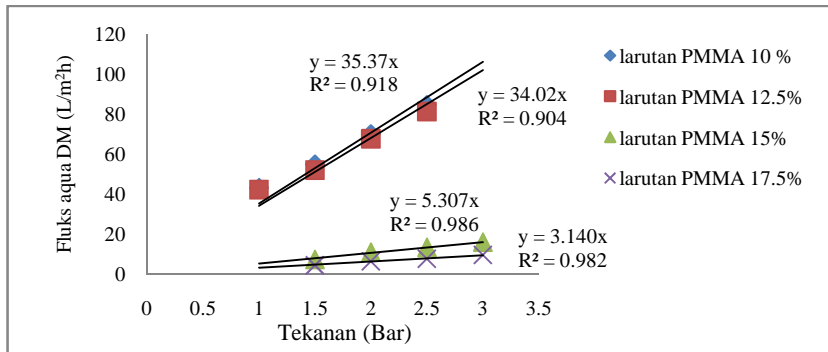 Fluks aqua DM (L/m²h)
120
100
80
60
40
20
0
y = 35.37x
R² = 0.918
y = 34.02x
R² = 0.904
y = 5.307x
R² = 0.986
y = 3.140x
R² = 0.982
0 0.5 1 1.5 2 2.5 3 3.5
Tekanan (Bar)
larutan PMMA 10 %
larutan PMMA 12.5%
larutan PMMA 15%
larutan PMMA 17.5%